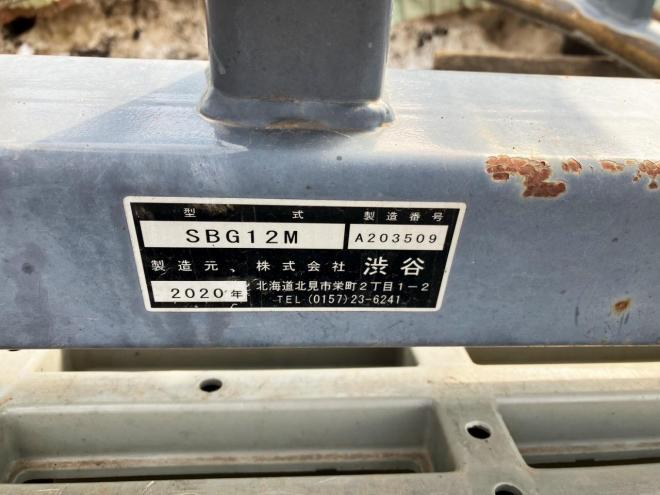 型式 製造番号
SBG12M A203509
製造元、株式会社 渋谷
2020年 北海道北見市栄町2丁目1-2
TEL (0157)23-6241